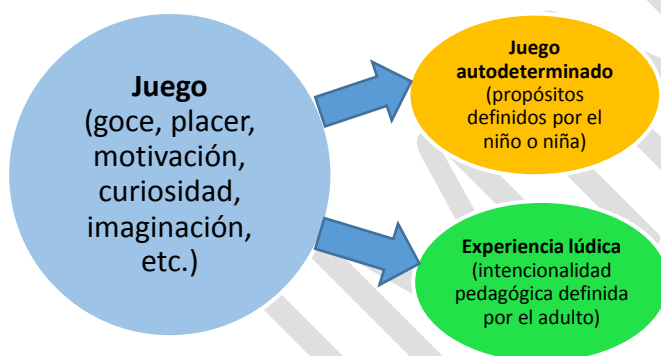 Juego
(goce, placer,
motivación,
curiosidad,
imaginación,
etc.)
Juego
autodeterminado
(propósitos
definidos por el
niño o niña)
Experiencia lúdica
(intencionalidad
pedagógica definida
por el adulto)